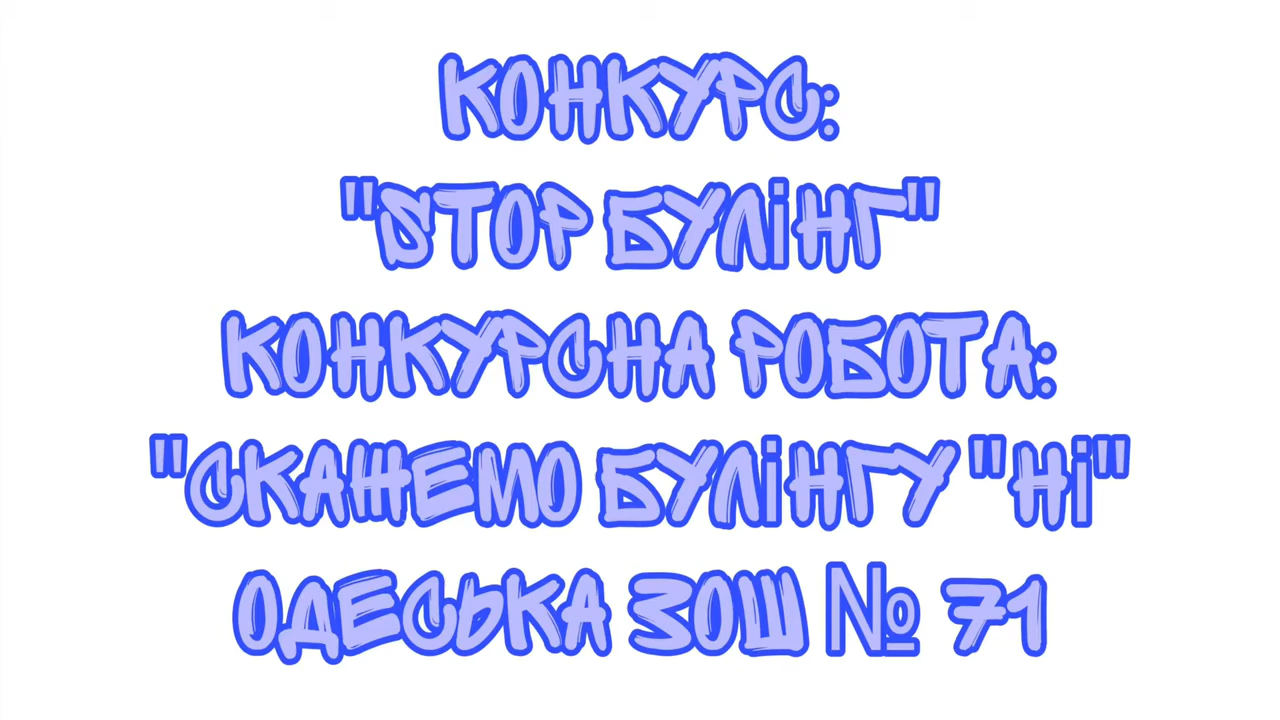 КОНКУРС:
"STOP БУЛІНГ"
КОНКУРСНА РОБОТА:
"СКАЖЕМО БУЛІНГУ "НІ"
ОДЕСЬКА ЗОШ № 71